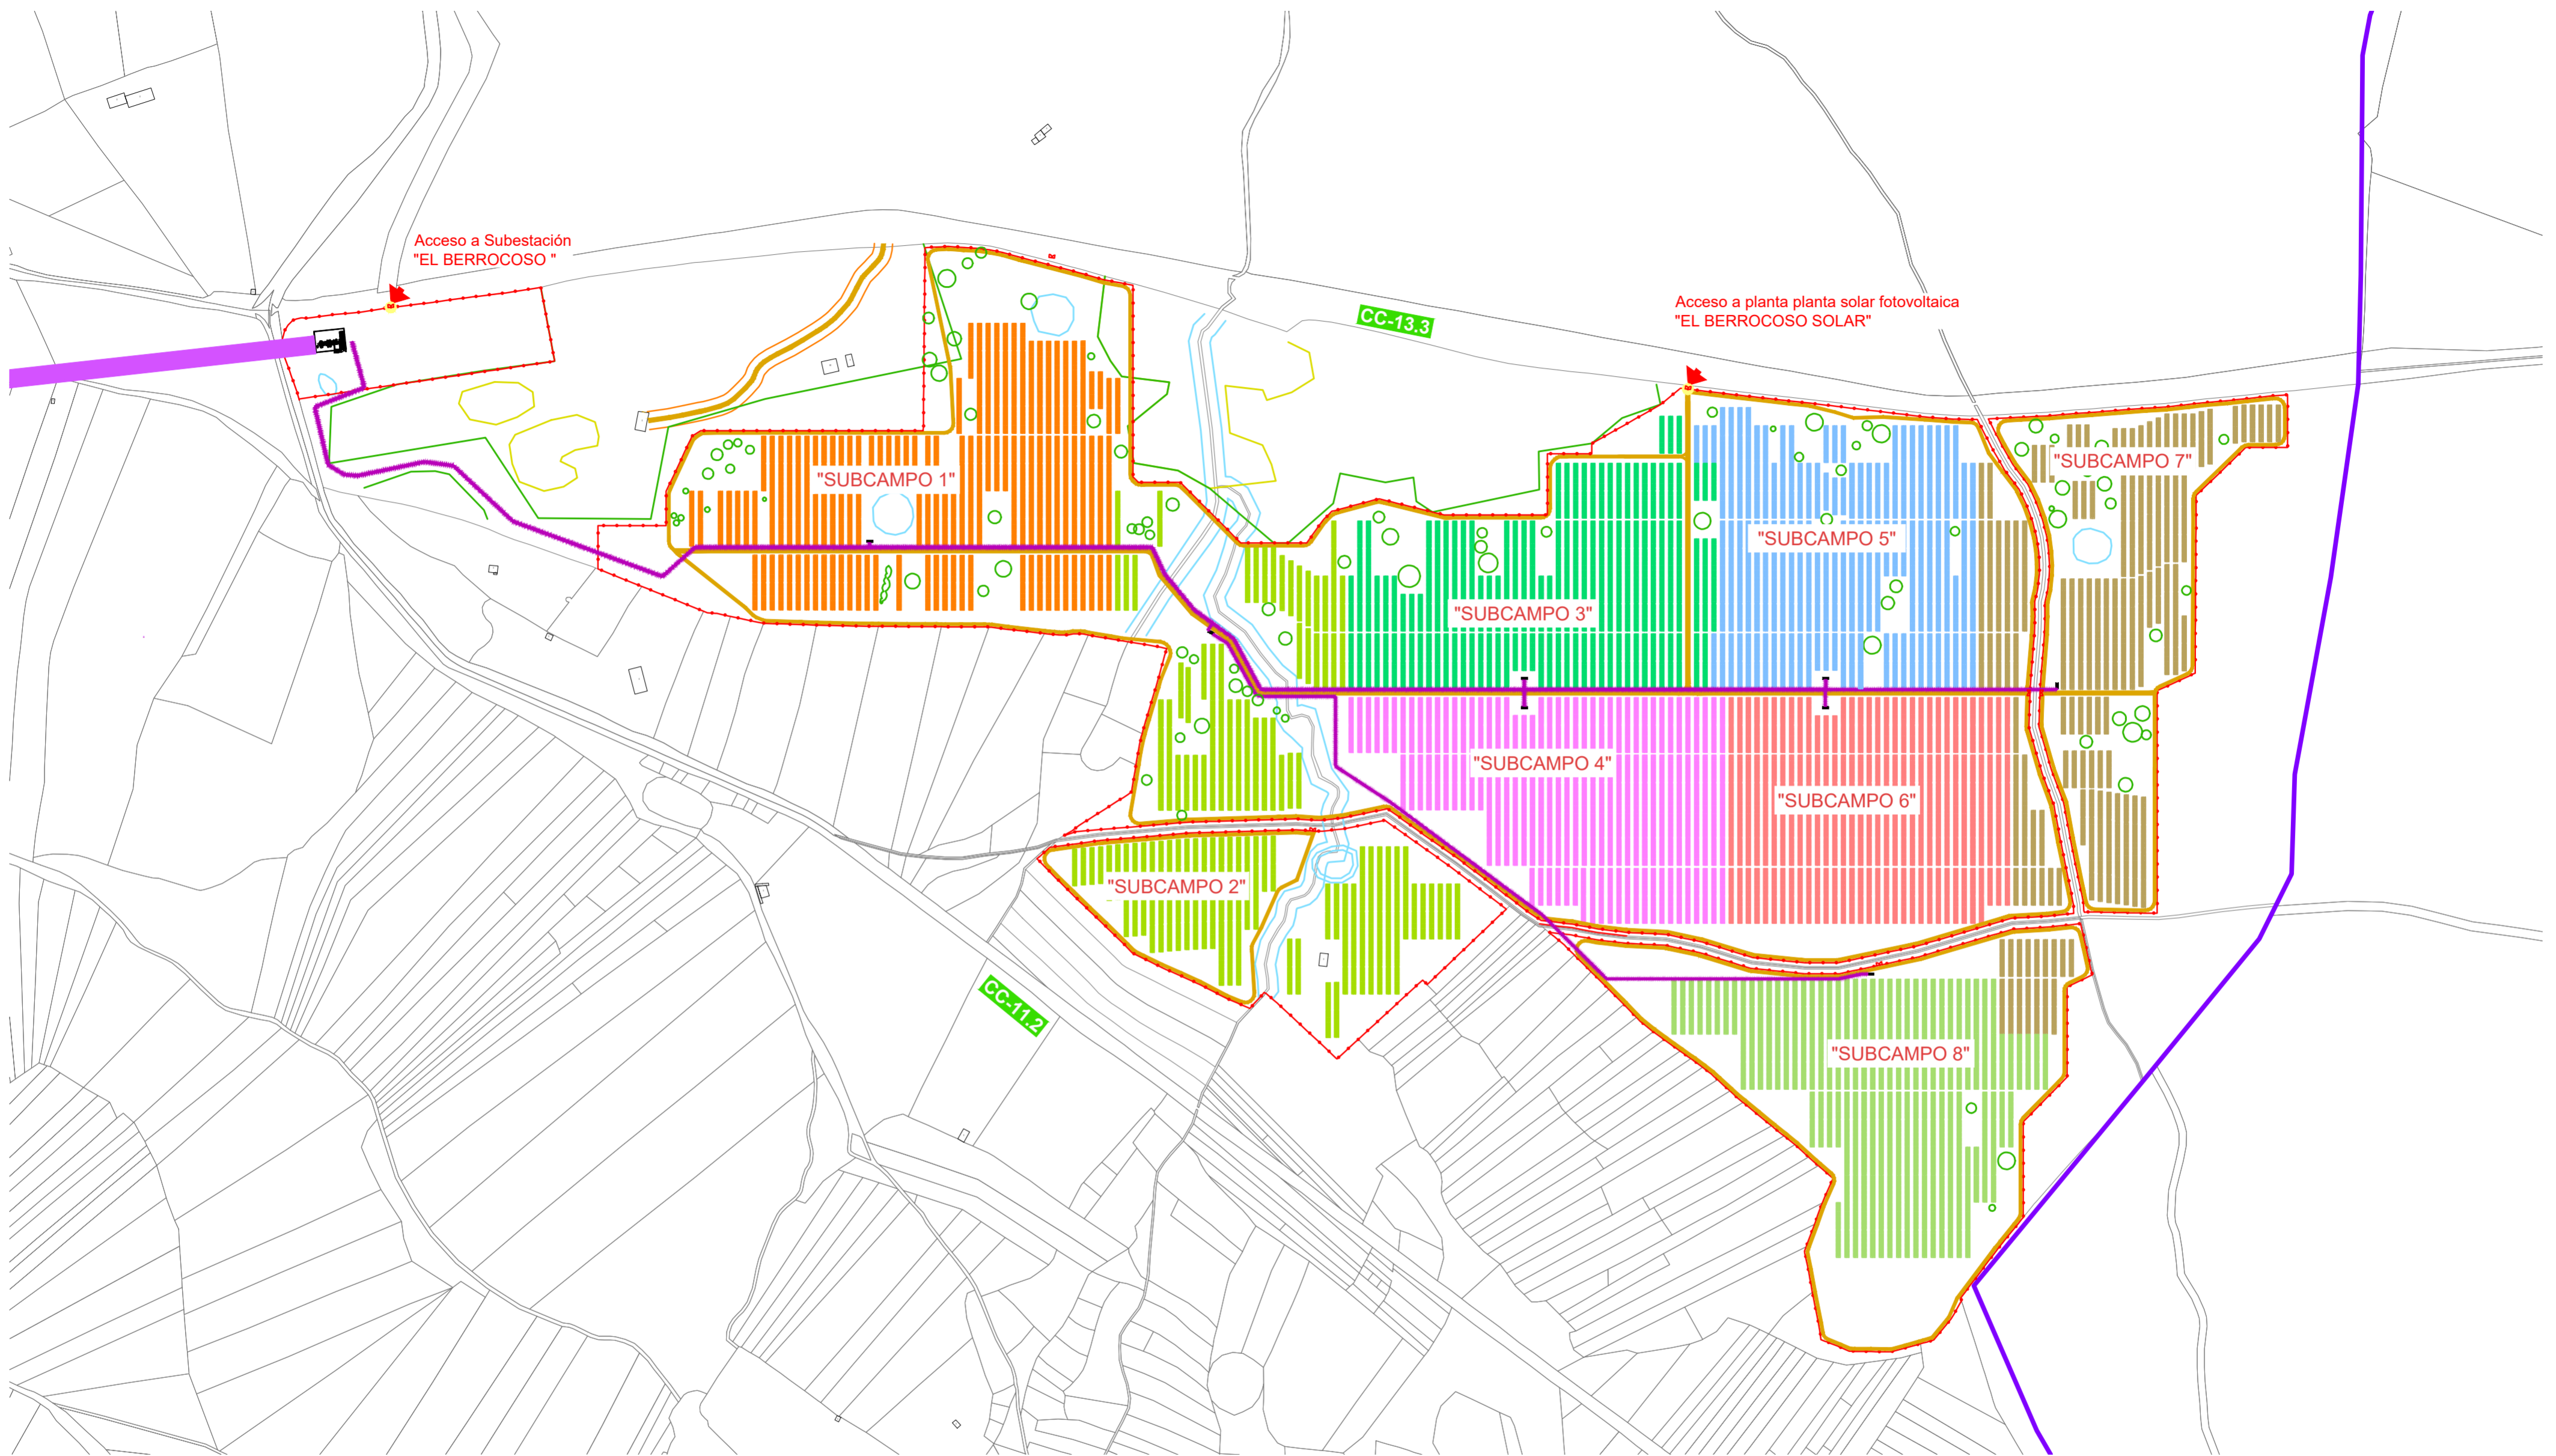 Acceso a Subestación
"EL BERROCOSO "
Acceso a planta planta solar fotovoltaica
"EL BERROCOSO SOLAR"
CC-13.3
"SUBCAMPO 1"
"SUBCAMPO 7"
"SUBCAMPO 5"
"SUBCAMPO 3"
"SUBCAMPO 4"
"SUBCAMPO 6"
"SUBCAMPO 2"
CC-11.2
"SUBCAMPO 8"